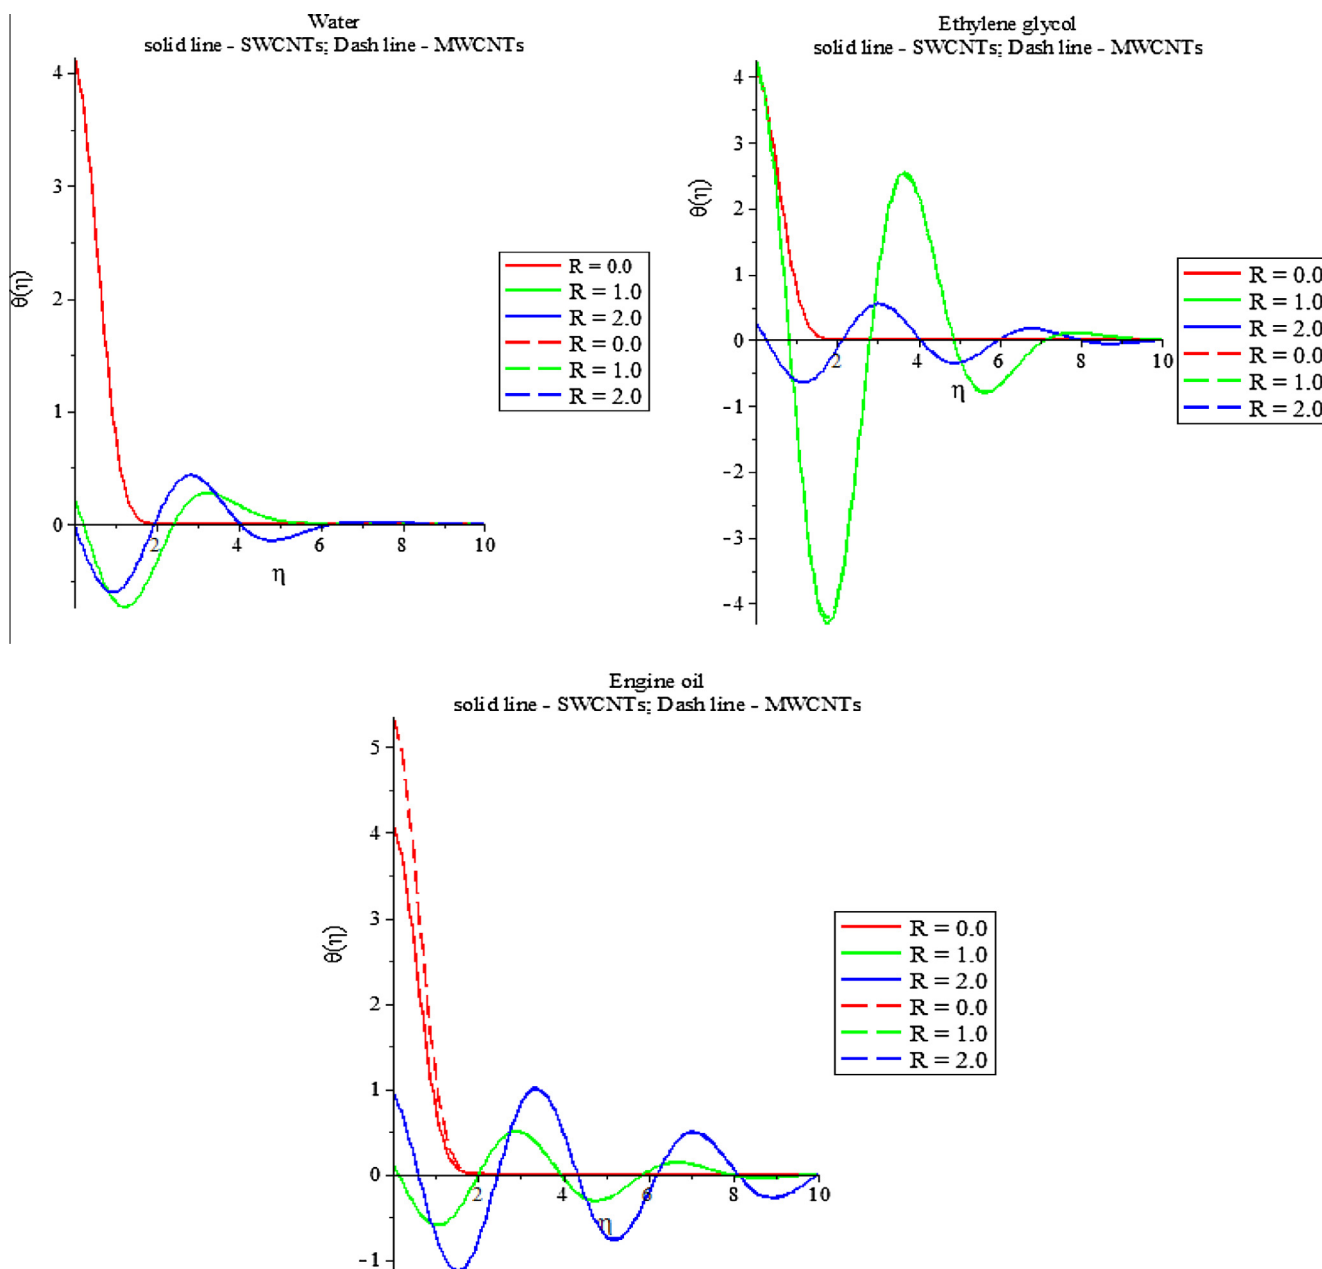 Water
solid line - SWCNTs; Dash line - MWCNTs
4
3
2
1
0
θ(η)
2
4
6
8
10
η
R = 0.0
R = 1.0
R = 2.0
R = 0.0
R = 1.0
R = 2.0
Ethylene glycol
solid line - SWCNTs; Dash line - MWCNTs
4
3
2
1
0
-1
-2
-3
-4
θ(η)
2
4
6
8
10
η
R = 0.0
R = 1.0
R = 2.0
R = 0.0
R = 1.0
R = 2.0
Engine oil
solid line - SWCNTs; Dash line - MWCNTs
5
4
3
2
1
0
-1
θ(η)
2
4
6
8
10
η
R = 0.0
R = 1.0
R = 2.0
R = 0.0
R = 1.0
R = 2.0